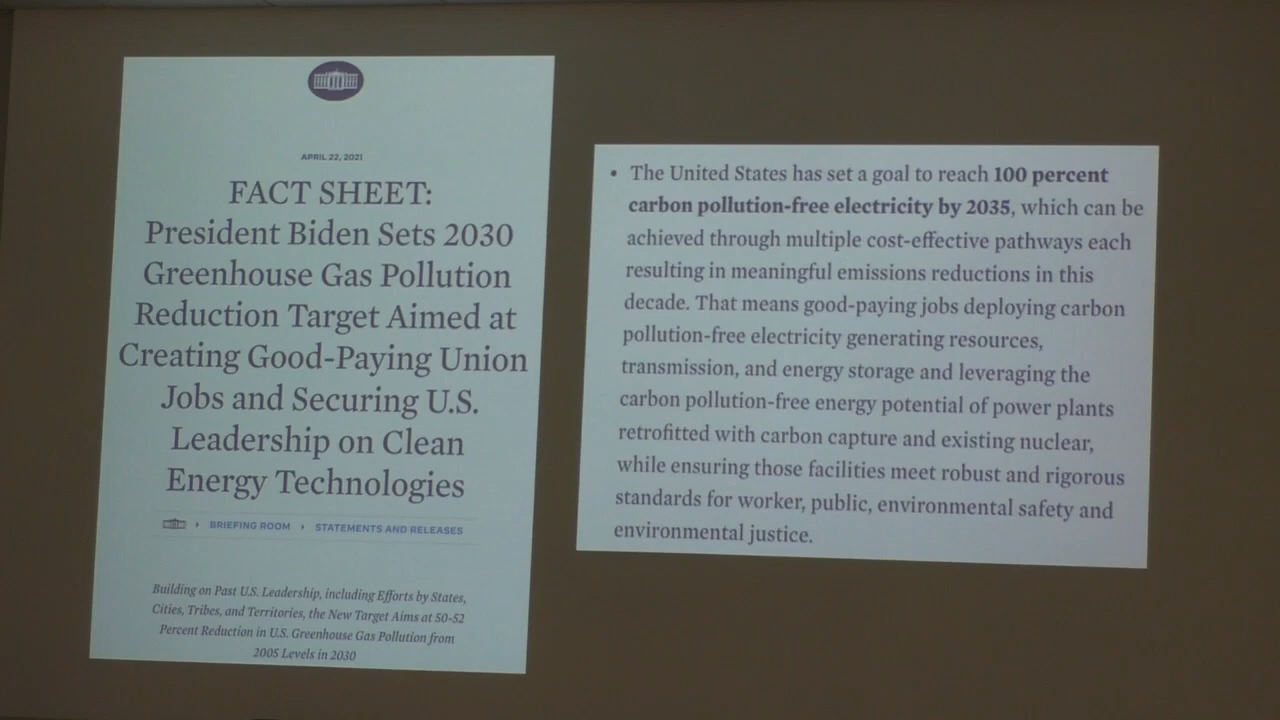 APRIL 22, 2021
FACT SHEET:
President Biden Sets 2030
Greenhouse Gas Pollution
Reduction Target Aimed at
Creating Good-Paying Union
Jobs and Securing U.S.
Leadership on Clean
Energy Technologies
› BRIEFING ROOM › STATEMENTS AND RELEASES
Building on Past U.S. Leadership, including Efforts by States,
Cities, Tribes, and Territories, the New Target Aims at 50-52
Percent Reduction in U.S. Greenhouse Gas Pollution from
2005 Levels in 2030
• The United States has set a goal to reach 100 percent
carbon pollution-free electricity by 2035, which can be
achieved through multiple cost-effective pathways each
resulting in meaningful emissions reductions in this
decade. That means good-paying jobs deploying carbon
pollution-free electricity generating resources,
transmission, and energy storage and leveraging the
carbon pollution-free energy potential of power plants
retrofitted with carbon capture and existing nuclear,
while ensuring those facilities meet robust and rigorous
standards for worker, public, environmental safety and
environmental justice.